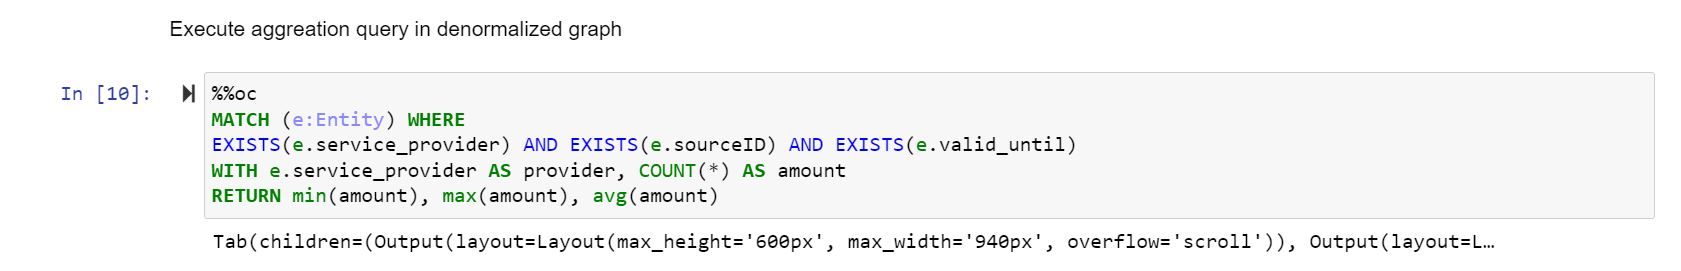 Execute aggreation query in denormalized graph
In [10]:
%%oc
MATCH (e:Entity) WHERE
EXISTS(e.service_provider) AND EXISTS(e.sourceID) AND EXISTS(e.valid_until)
WITH e.service_provider AS provider, COUNT(*) AS amount
RETURN min(amount), max(amount), avg(amount)
Tab(children=(Output(layout=Layout(max_height='600px', max_width='940px', overflow='scroll')), Output(layout=L…